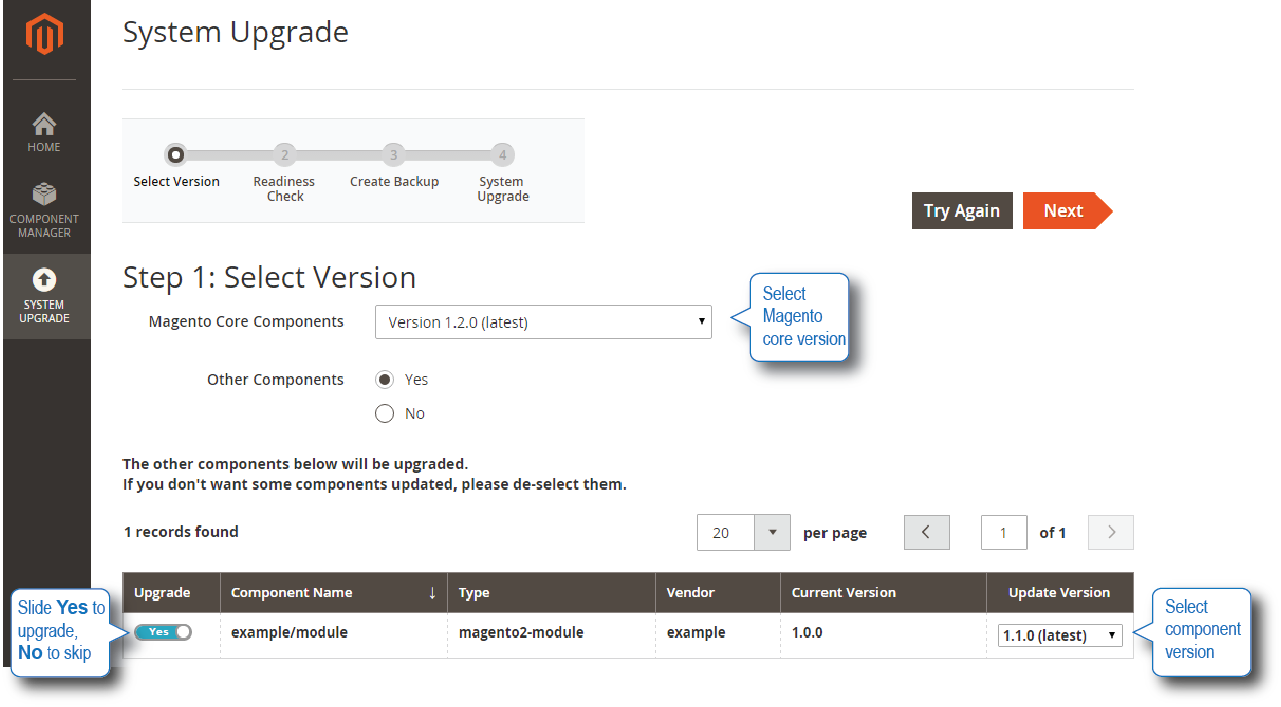 System Upgrade
HOME
COMPONENT
MANAGER
SYSTEM
UPGRADE
2 3 4
Select Version Readiness Create Backup System
Check Upgrade
Try Again Next
Step 1: Select Version
Magento Core Components Version 1.2.0 (latest)
Select
Magento
core version
Other Components Yes
No
The other components below will be upgraded.
If you don't want some components updated, please de-select them.
1 records found 20 per page 1 of 1
Upgrade Component Name ↓ Type Vendor Current Version Update Version
Yes example/module magento2-module example 1.0.0 1.1.0 (latest)
Slide Yes to
upgrade,
No to skip
Select
component
version